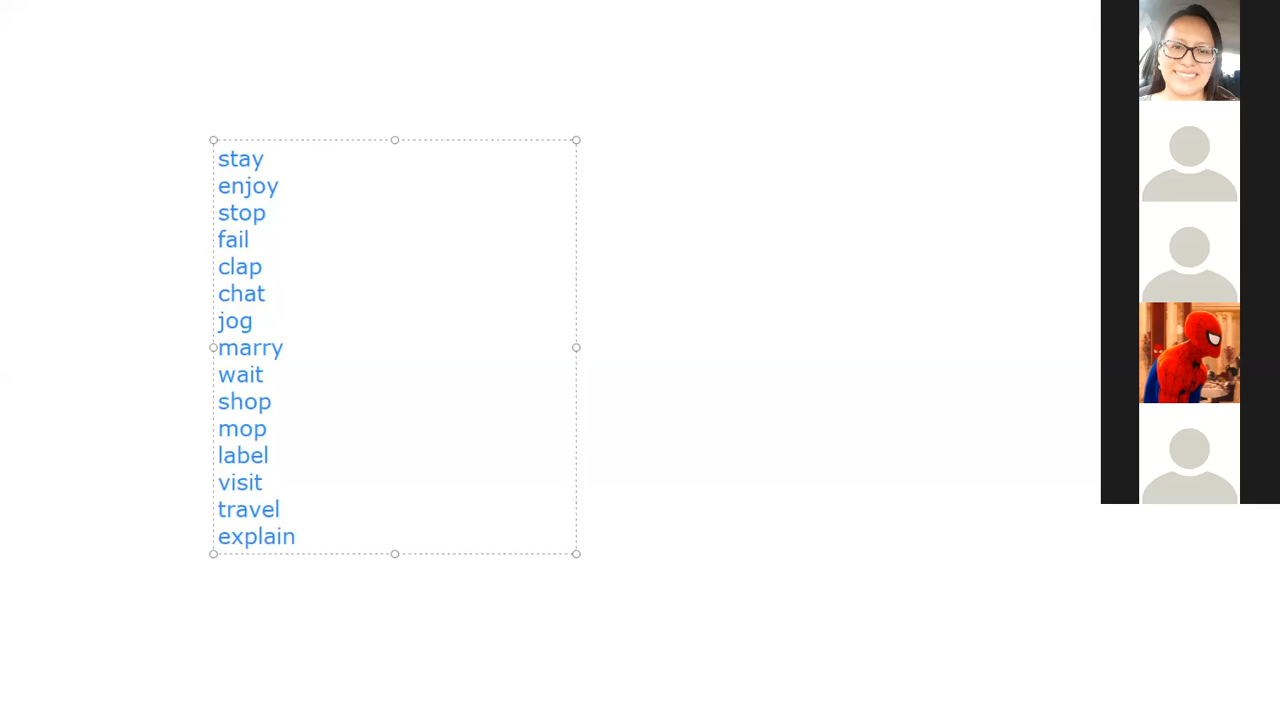 stay
enjoy
stop
fail
clap
chat
jog
marry
wait
shop
mop
label
visit
travel
explain